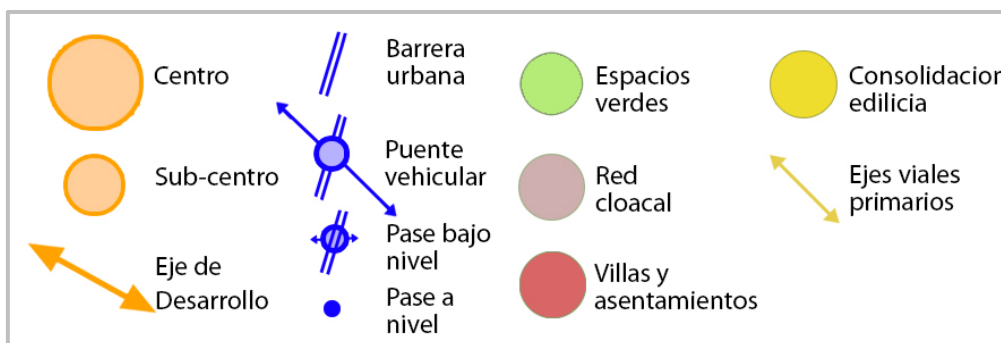 Centro
Sub-centro
Eje de
Desarrollo
Barrera
urbana
Puente
vehicular
Pase bajo
nivel
Pase a
nivel
Espacios
verdes
Red
cloacal
Villas y
asentamientos
Consolidacion
edilicia
Ejes viales
primarios